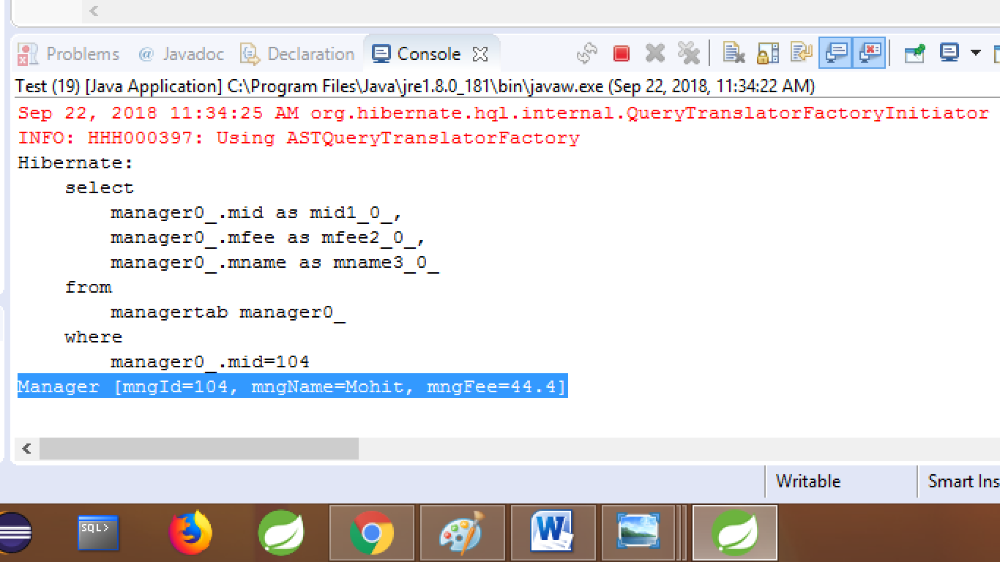 Problems @ Javadoc Declaration Console
Test (19) [Java Application] C:\Program Files\Java\jre1.8.0_181\bin\javaw.exe (Sep 22, 2018, 11:34:22 AM)
Sep 22, 2018 11:34:25 AM org.hibernate.hql.internal.QueryTranslatorFactoryInitiator
INFO: HHH000397: Using ASTQueryTranslatorFactory
Hibernate:
select
manager0_.mid as mid1_0_,
manager0_.mfee as mfee2_0_,
manager0_.mname as mname3_0_
from
managertab manager0_
where
manager0_.mid=104
Manager [mngId=104, mngName=Mohit, mngFee=44.4]
Writable Smart Ins
SQL> W